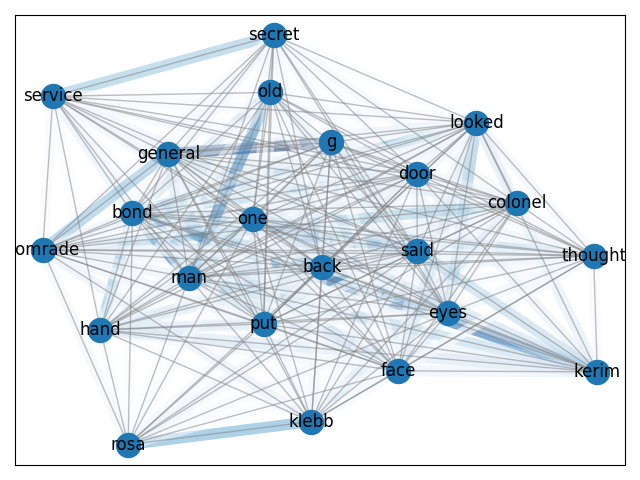 secret
old
service
looked
g
general
door
colonel
bond
one
omrade
said
thought
back
man
eyes
put
hand
face
kerim
klebb
rosa